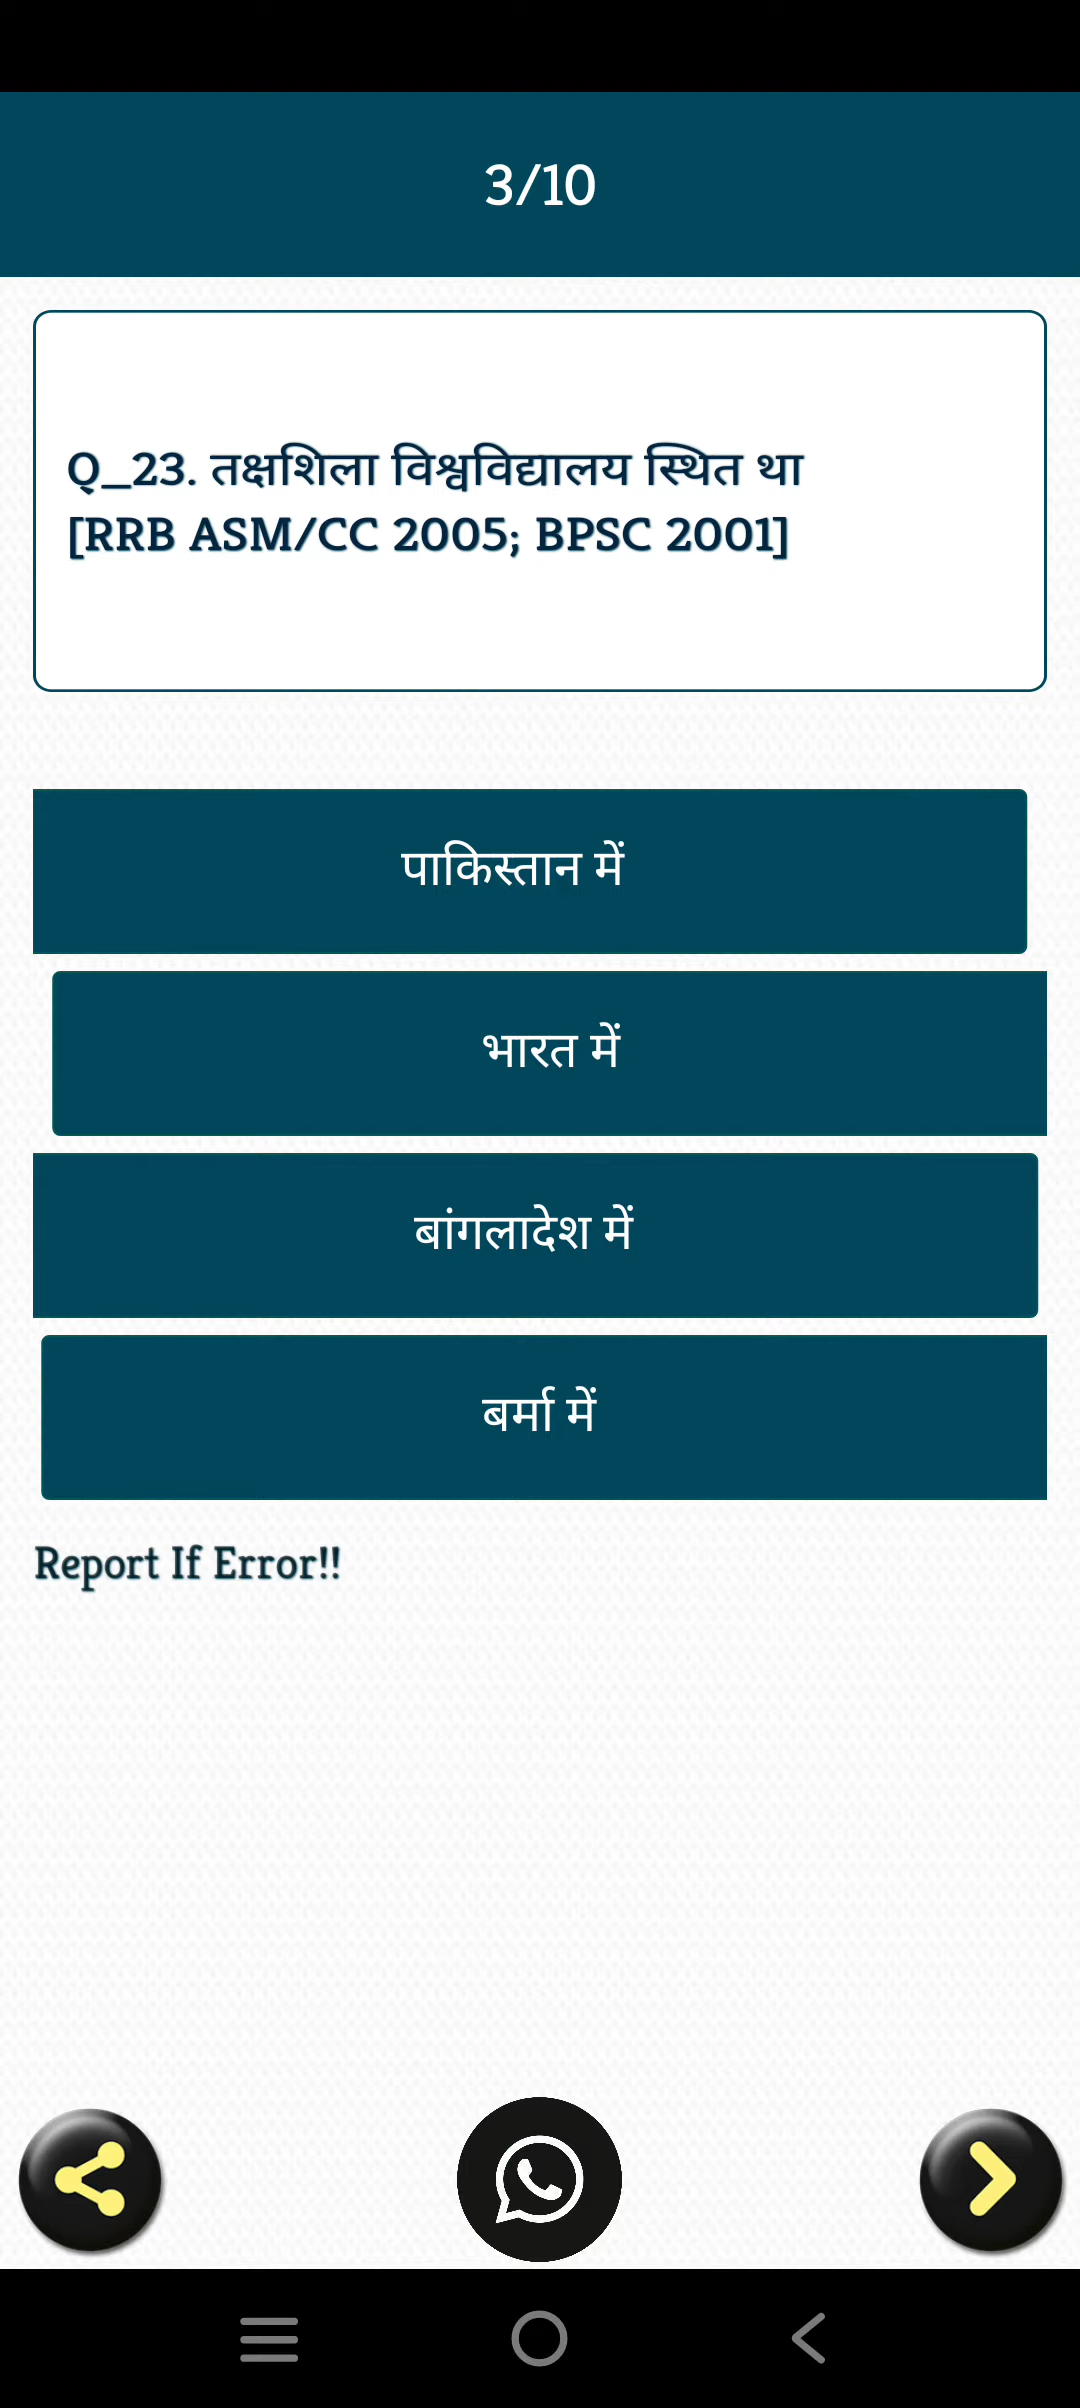 3/10
Q_23. तक्षशिला विश्वविद्यालय स्थित था
[RRB ASM/CC 2005; BPSC 2001]
पाकिस्तान में
भारत में
बांगलादेश में
बर्मा में
Report If Error!!